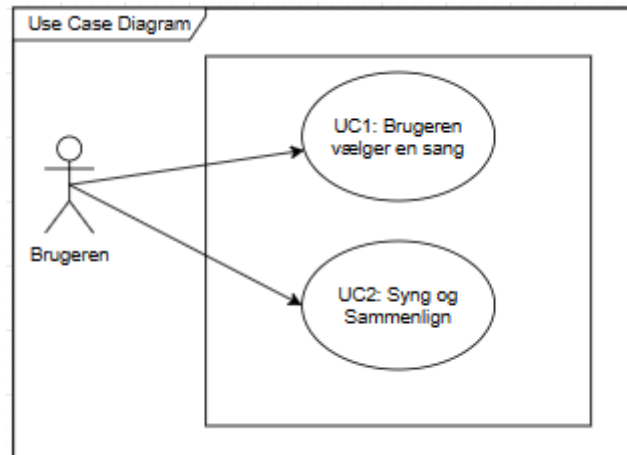 Use Case Diagram
UC1: Brugeren
vælger en sang
Brugeren
UC2: Syng og
Sammenlign